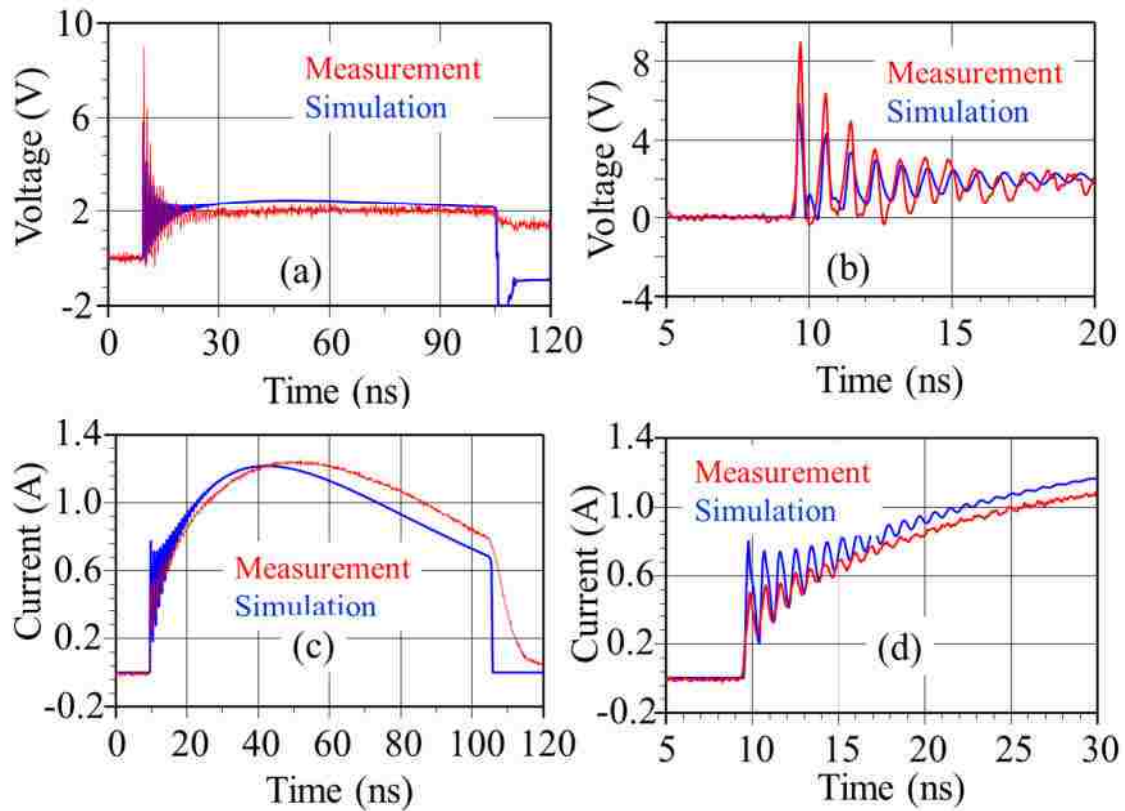 10
6
2
-2
Voltage (V)
Measurement
Simulation
(a)
0 30 60 90 120
Time (ns)
8
4
0
-4
Voltage (V)
Measurement
Simulation
(b)
5 10 15 20
Time (ns)
1.4
1.0
0.6
0.2
-0.2
Current (A)
Measurement
Simulation
(c)
0 20 40 60 80 100 120
Time (ns)
1.4
1.0
0.6
0.2
-0.2
Current (A)
Measurement
Simulation
(d)
5 10 15 20 25 30
Time (ns)